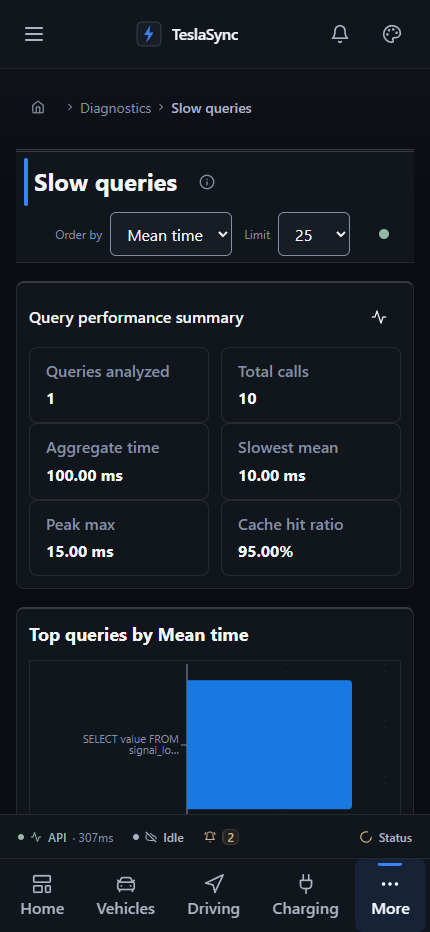 TeslaSync
Diagnostics
Slow queries
Slow queries
Order by
Mean time
Limit
25
Query performance summary
Queries analyzed
1
Total calls
10
Aggregate time
100.00 ms
Slowest mean
10.00 ms
Peak max
15.00 ms
Cache hit ratio
95.00%
Top queries by Mean time
SELECT value FROM
signal_lo...
API · 307ms
Idle
2
Status
Home
Vehicles
Driving
Charging
More